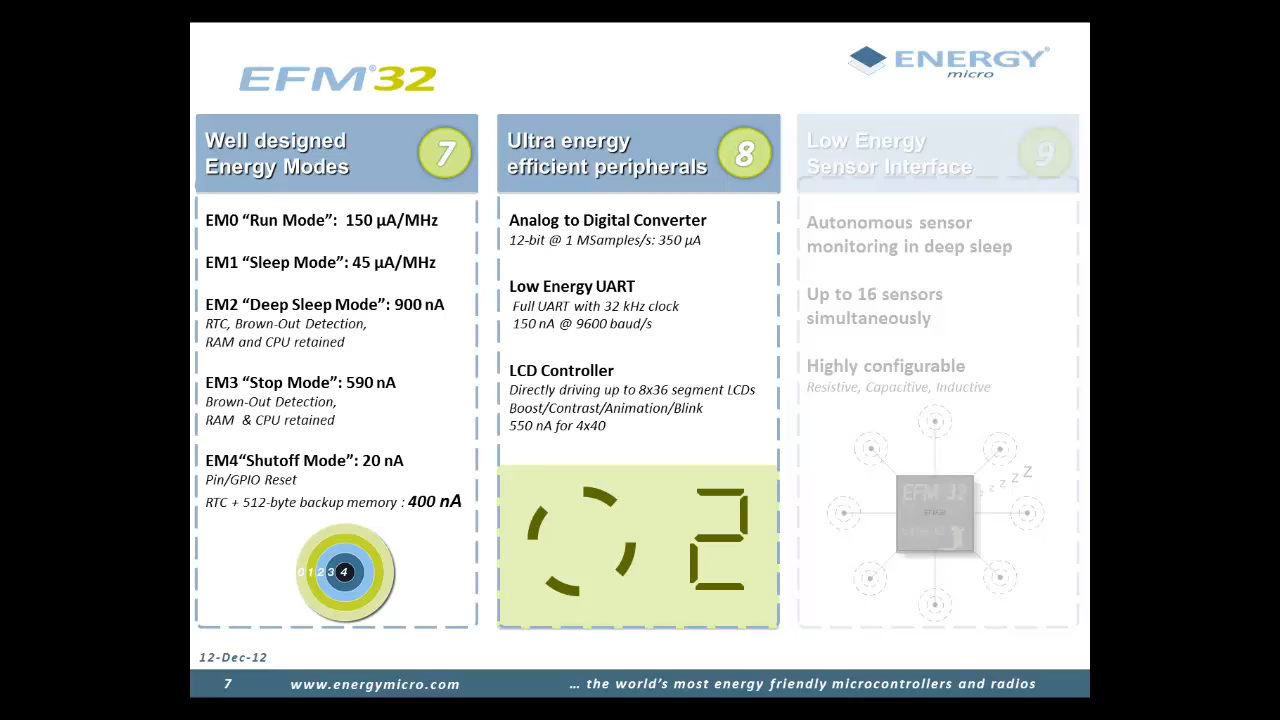 EFM®32
ENERGY®
micro
Well designed
Energy Modes
7
EM0 “Run Mode”: 150 µA/MHz
EM1 “Sleep Mode”: 45 µA/MHz
EM2 “Deep Sleep Mode”: 900 nA
RTC, Brown-Out Detection,
RAM and CPU retained
EM3 “Stop Mode”: 590 nA
Brown-Out Detection,
RAM & CPU retained
EM4“Shutoff Mode”: 20 nA
Pin/GPIO Reset
RTC + 512-byte backup memory : 400 nA
0 1 2 3 4
Ultra energy
efficient peripherals
8
Analog to Digital Converter
12-bit @ 1 MSamples/s: 350 µA
Low Energy UART
Full UART with 32 kHz clock
150 nA @ 9600 baud/s
LCD Controller
Directly driving up to 8x36 segment LCDs
Boost/Contrast/Animation/Blink
550 nA for 4x40
2
Low Energy
Sensor Interface
9
Autonomous sensor
monitoring in deep sleep
Up to 16 sensors
simultaneously
Highly configurable
Resistive, Capacitive, Inductive
z z z z Z
EFM 32
12-Dec-12
7
www.energymicro.com
... the world’s most energy friendly microcontrollers and radios